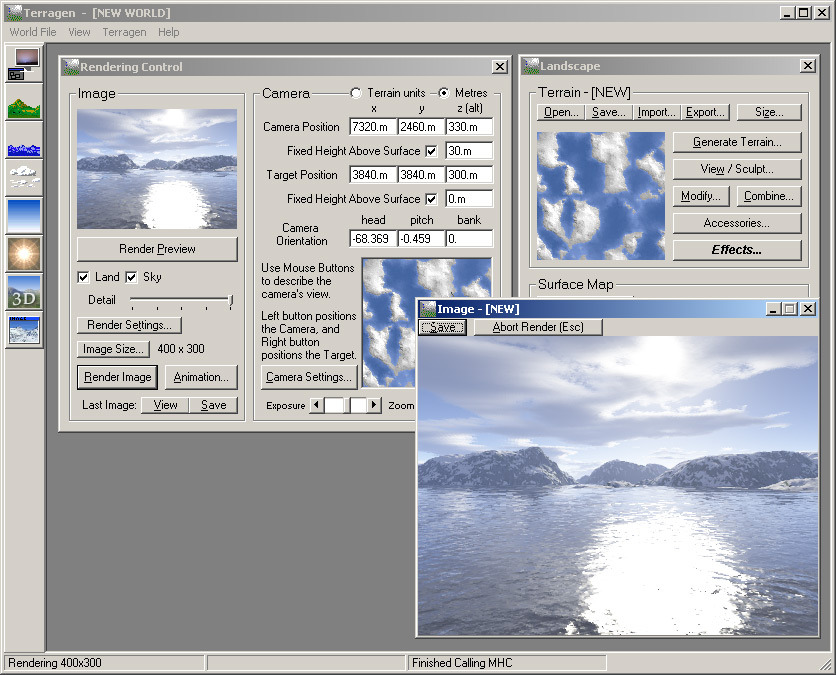 Terragen - [NEW WORLD]
World File View Terragen Help
Rendering Control
Image
Render Preview
Land Sky
Detail
Render Settings...
Image Size... 400 x 300
Render Image Animation...
Last Image: View Save
Camera Terrain units Metres
x y z (alt)
Camera Position 7320.m 2460.m 330.m
Fixed Height Above Surface 30.m
Target Position 3840.m 3840.m 300.m
Fixed Height Above Surface 0.m
head pitch bank
Camera
Orientation
-68.369 -0.459 0.
Use Mouse Buttons
to describe the
camera's view.
Left button positions
the Camera, and
Right button
positions the Target.
Camera Settings...
Exposure Zoom
Landscape
Terrain - [NEW]
Open... Save... Import... Export... Size...
Generate Terrain...
View / Sculpt...
Modify... Combine...
Accessories...
Effects...
Surface Map
Image - [NEW]
Save Abort Render (Esc)
3D
Rendering 400x300
Finished Calling MHC